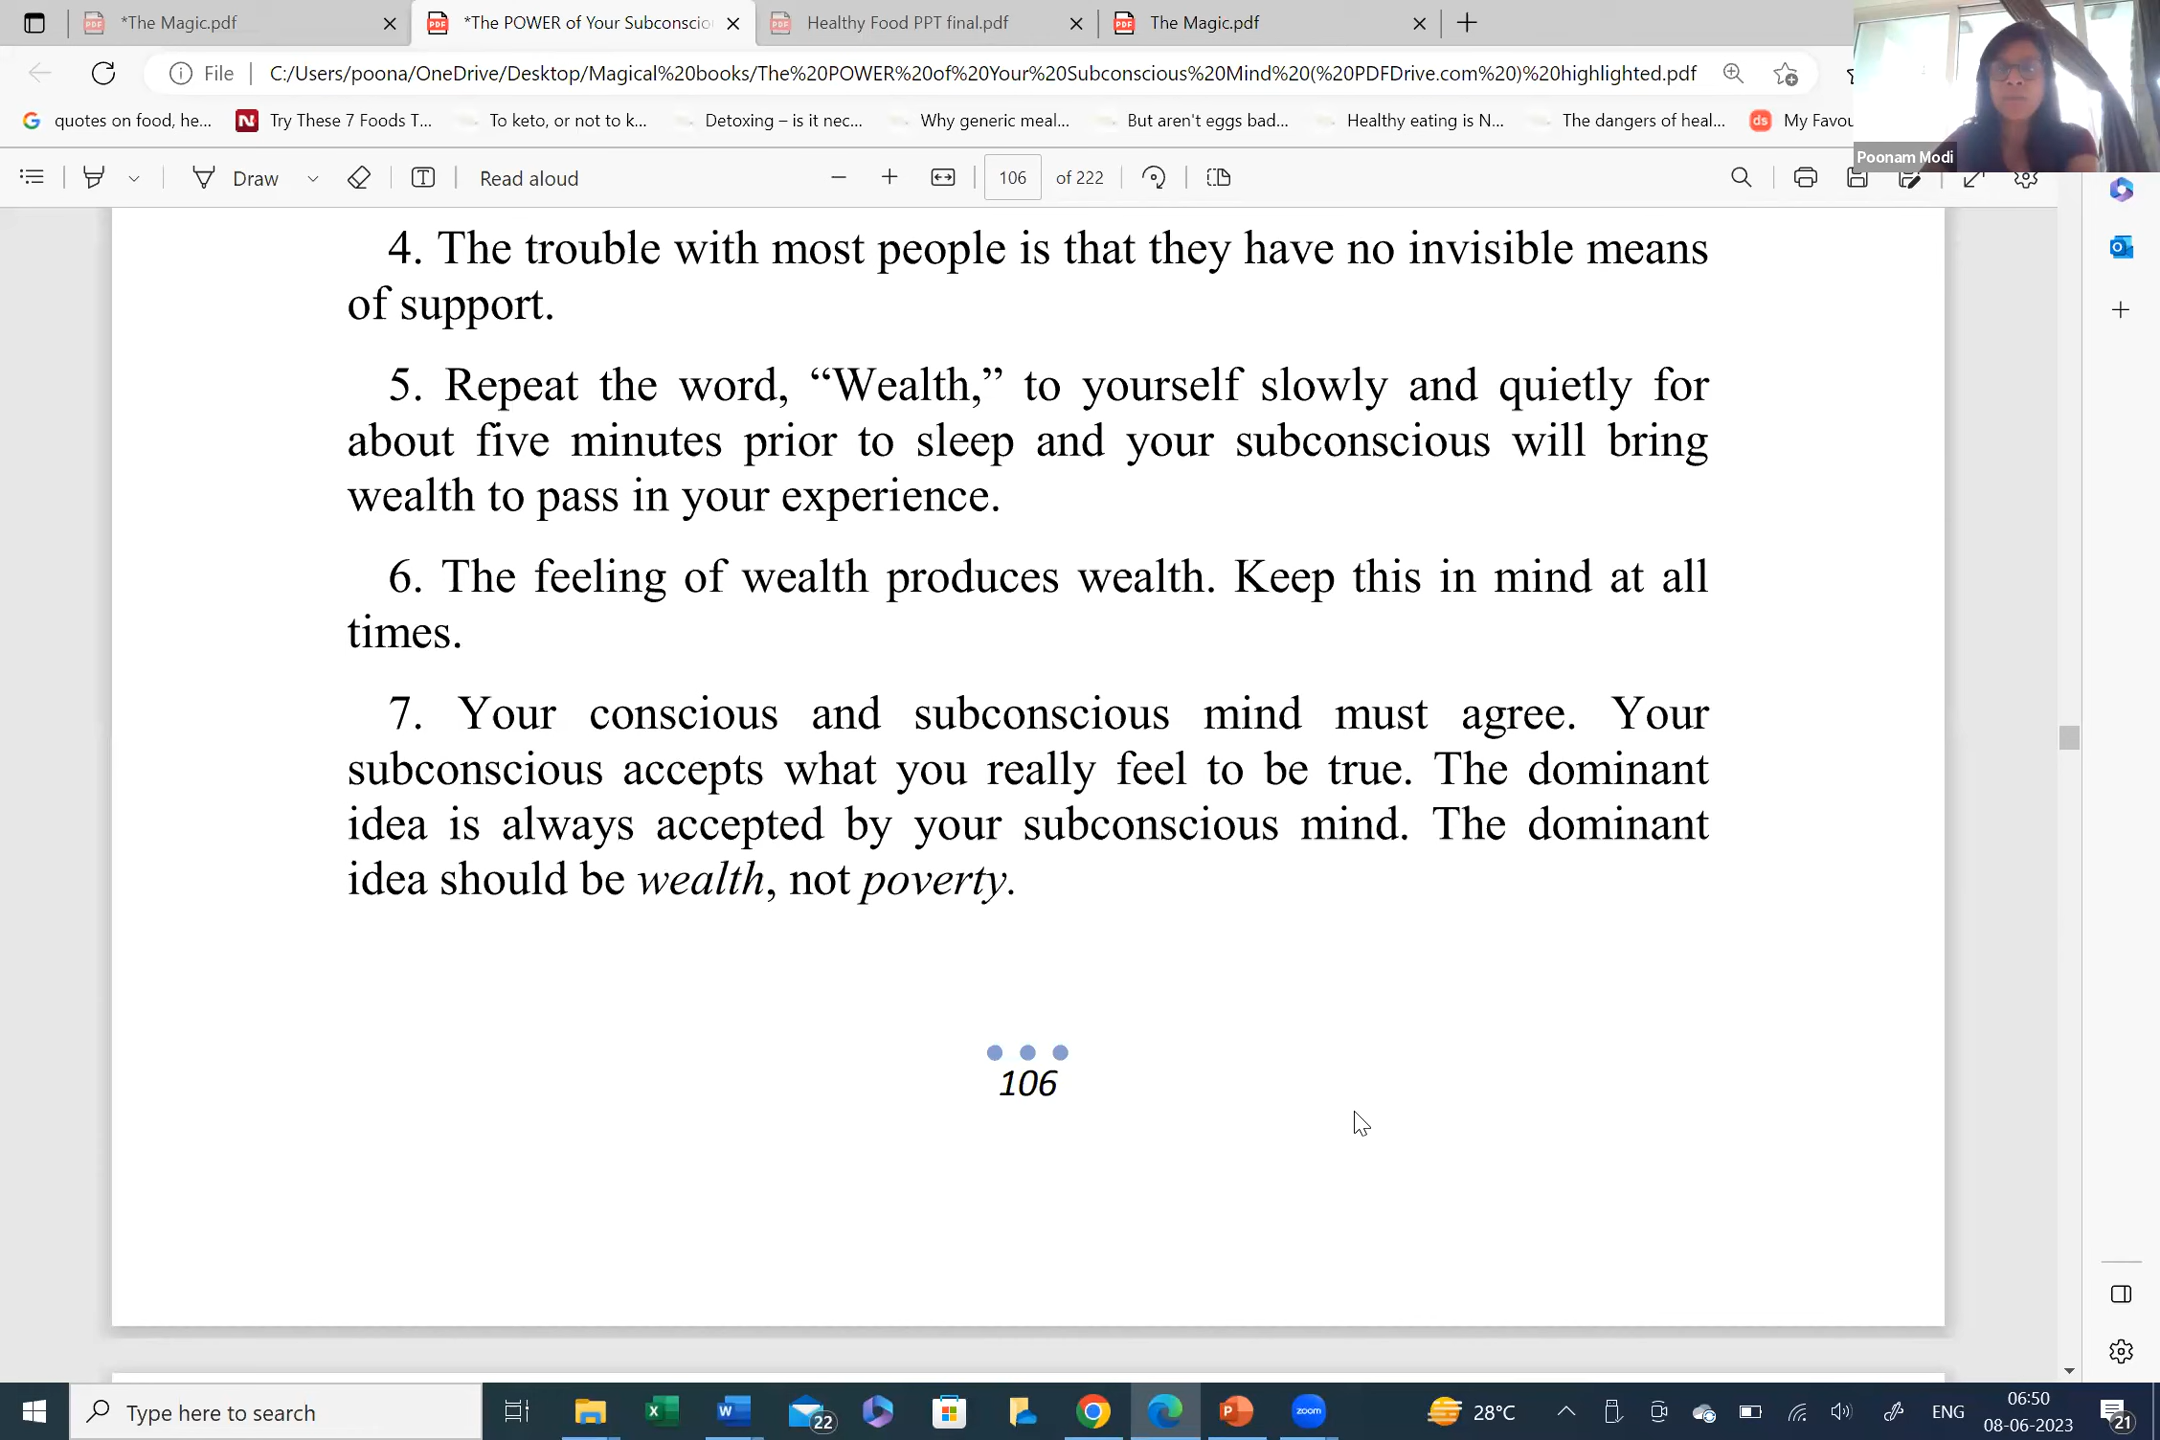 *The Magic.pdf
*The POWER of Your Subconscio
Healthy Food PPT final.pdf
The Magic.pdf
File
C:/Users/poona/OneDrive/Desktop/Magical%20books/The%20POWER%20of%20Your%20Subconscious%20Mind%20(%20PDFDrive.com%20)%20highlighted.pdf
quotes on food, he...
Try These 7 Foods T...
To keto, or not to k...
Detoxing – is it nec...
Why generic meal...
But aren't eggs bad...
Healthy eating is N...
The dangers of heal...
ds
My Favou
Poonam Modi
Draw
Read aloud
106
of 222
4. The trouble with most people is that they have no invisible means
of support.
5. Repeat the word, “Wealth,” to yourself slowly and quietly for
about five minutes prior to sleep and your subconscious will bring
wealth to pass in your experience.
6. The feeling of wealth produces wealth. Keep this in mind at all
times.
7. Your conscious and subconscious mind must agree. Your
subconscious accepts what you really feel to be true. The dominant
idea is always accepted by your subconscious mind. The dominant
idea should be wealth, not poverty.
106
Type here to search
22
zoom
28°C
ENG
06:50
08-06-2023
21